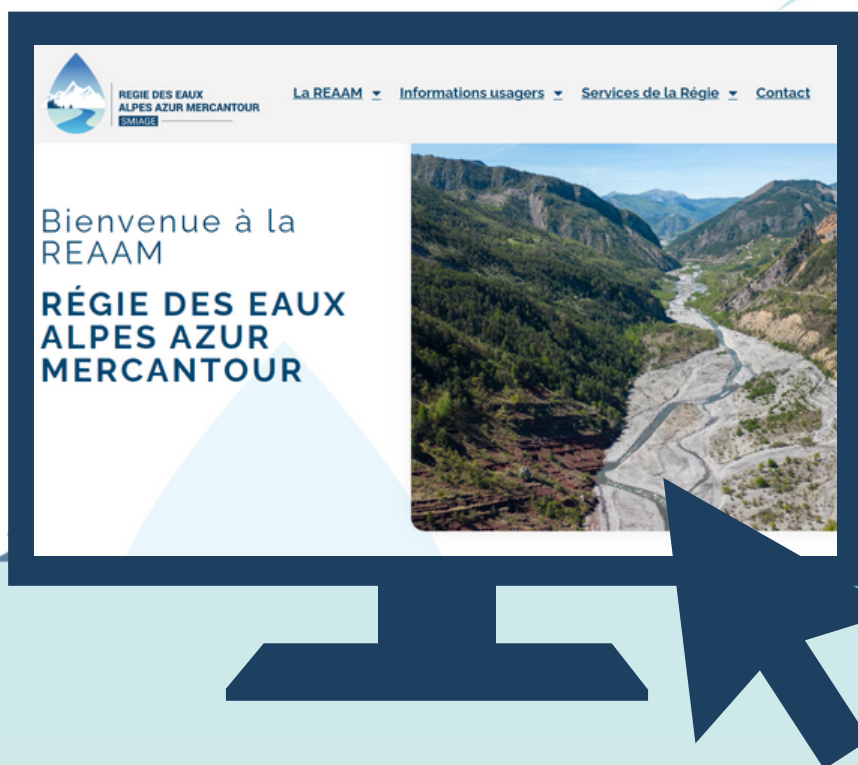 REGIE DES EAUX
ALPES AZUR MERCANTOUR
SMIAGE
La REAAM
Informations usagers
Services de la Régie
Contact
Bienvenue à la
REAAM
RÉGIE DES EAUX
ALPES AZUR
MERCANTOUR